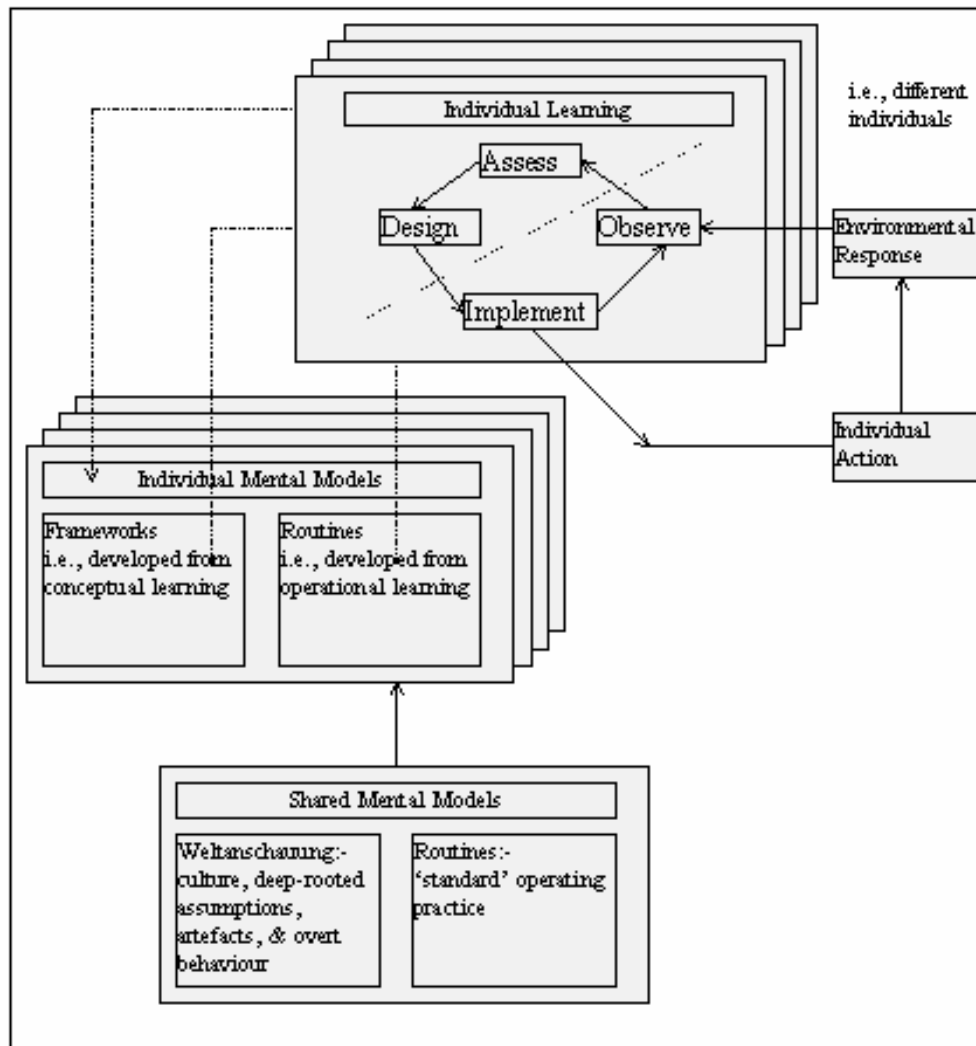 i.e., different
individuals
Individual Learning
Assess
Design
Observe
Implement
Environmental
Response
Individual
Action
Individual Mental Models
Frameworks
i.e., developed from
conceptual learning
Routines
i.e., developed from
operational learning
Shared Mental Models
Weltanschauung:-
culture, deep-rooted
assumptions,
artefacts, & overt
behaviour
Routines:-
‘standard’ operating
practice